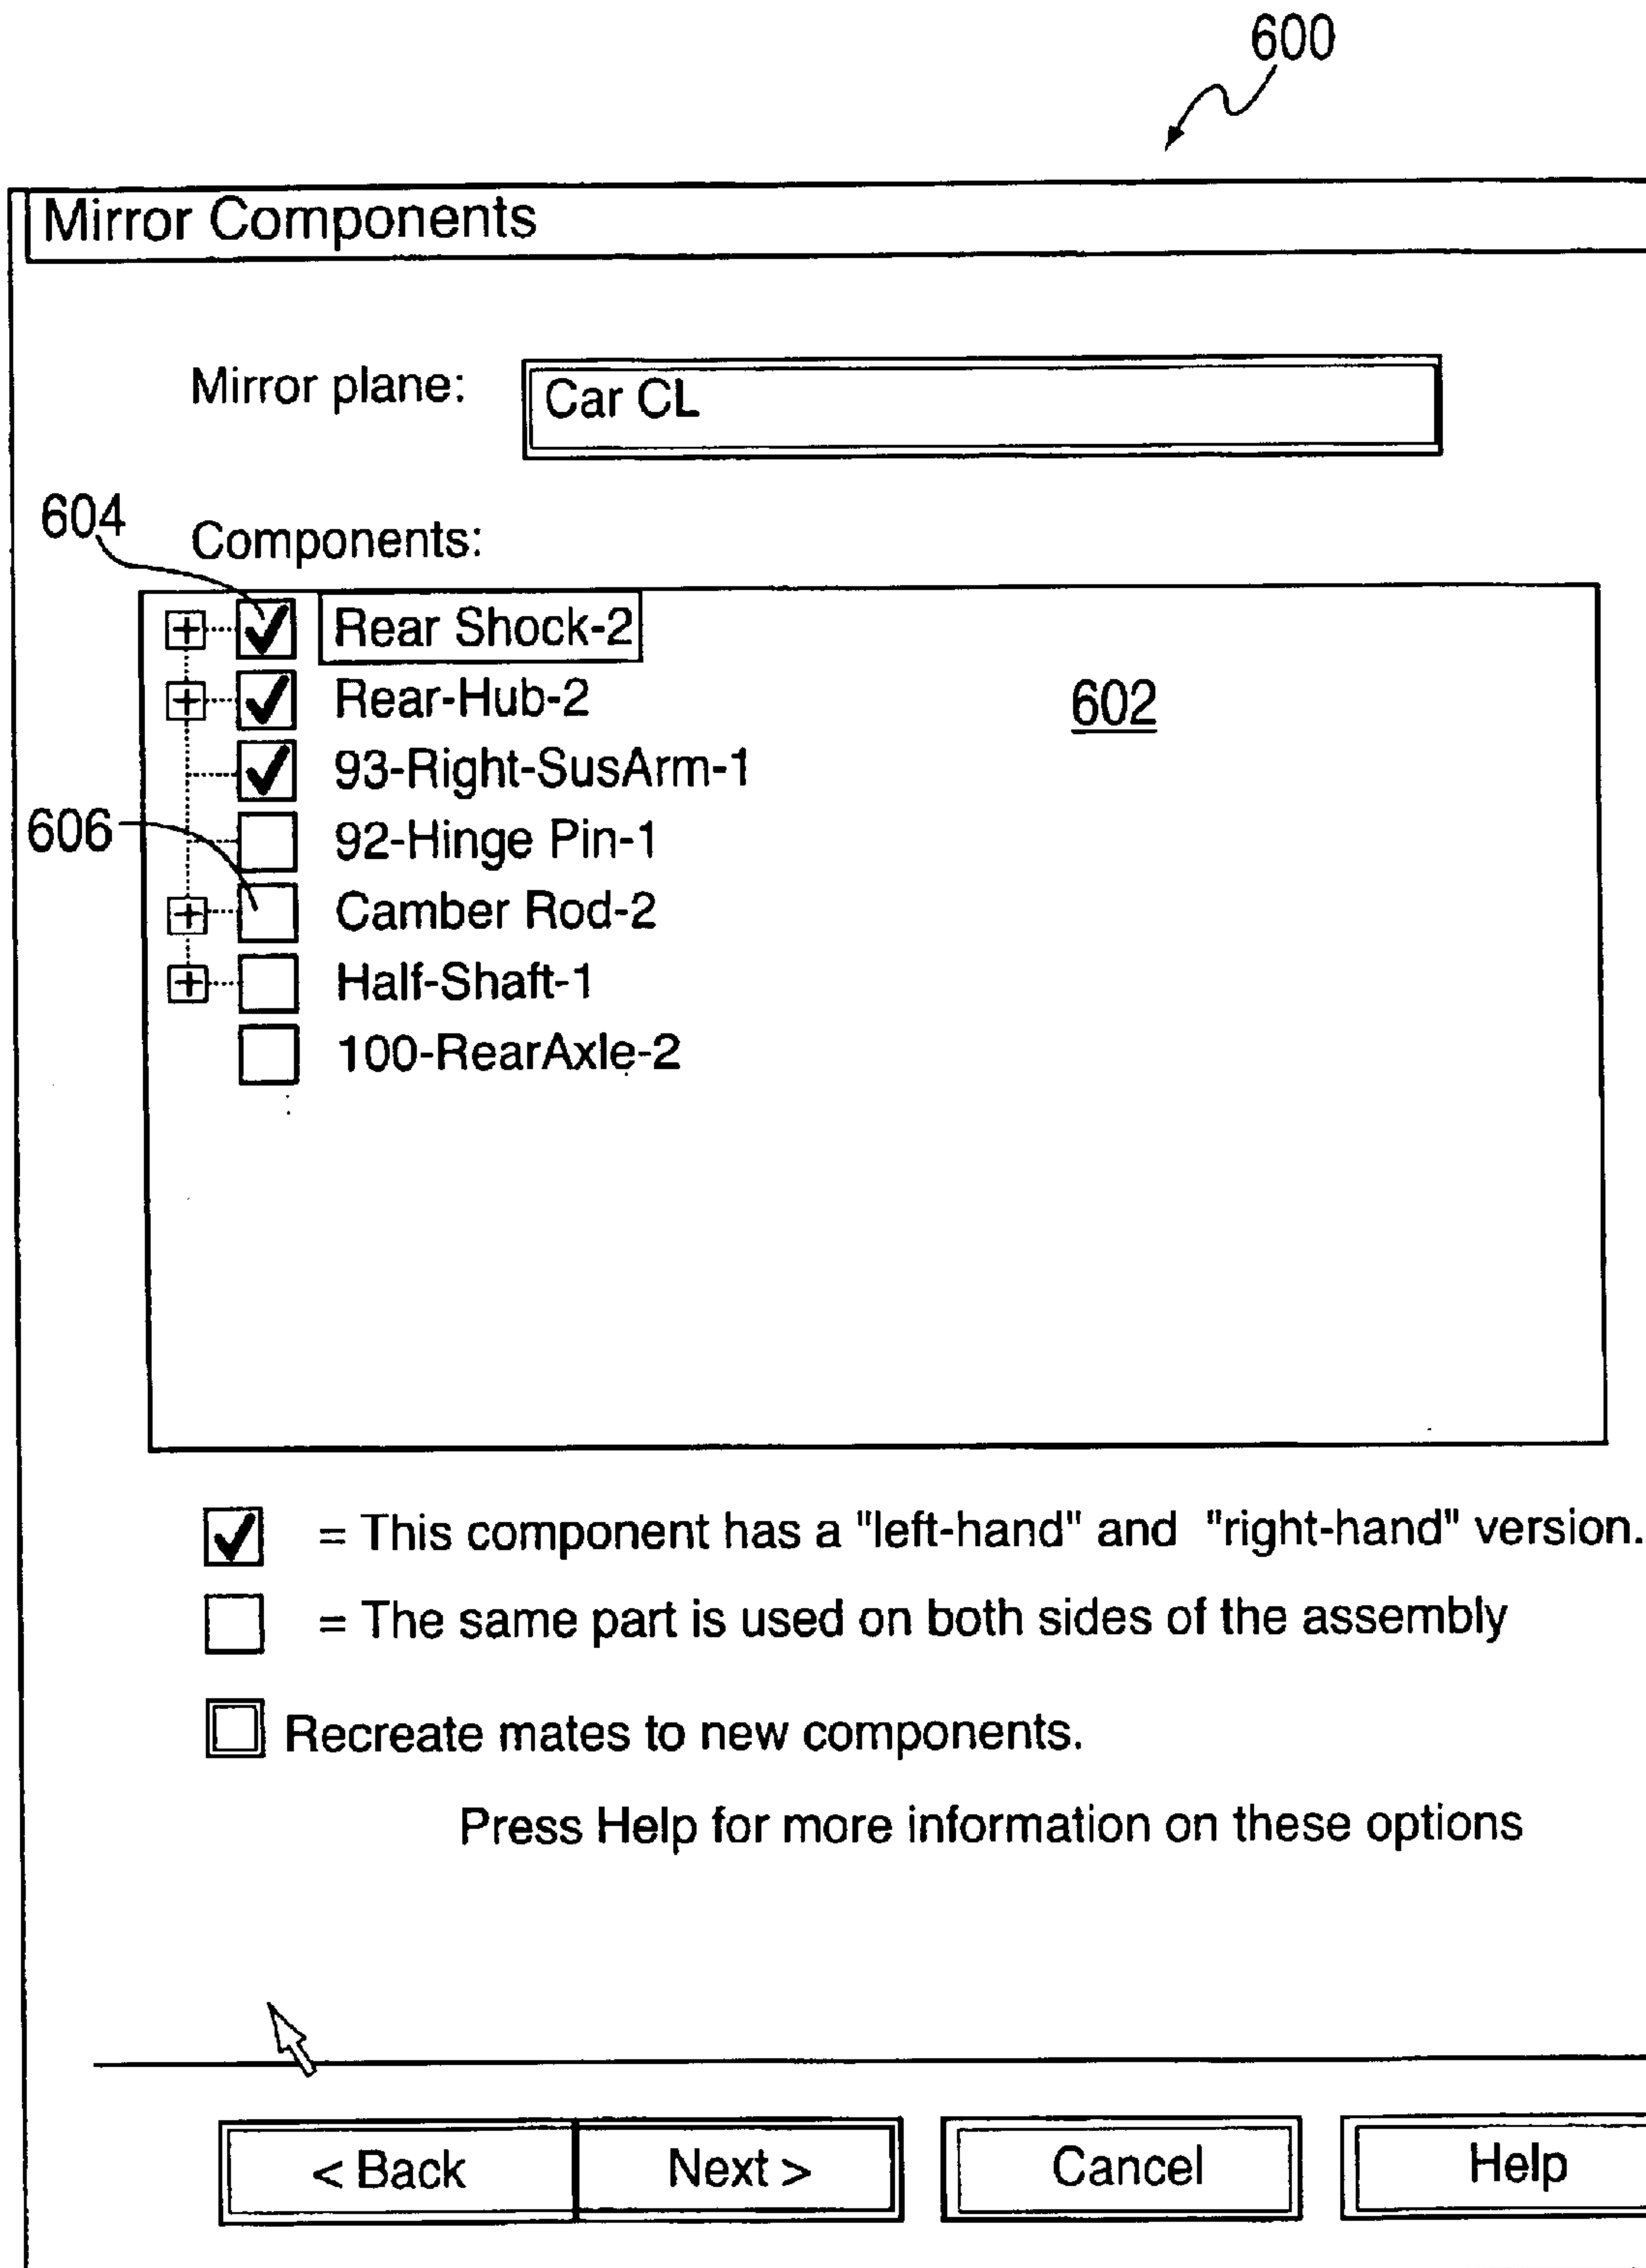 600
Mirror Components
Mirror plane: Car CL
604
Components:
Rear Shock-2
Rear-Hub-2
602
93-Right-SusArm-1
606
92-Hinge Pin-1
Camber Rod-2
Half-Shaft-1
100-RearAxle-2
= This component has a "left-hand" and "right-hand" version.
= The same part is used on both sides of the assembly
Recreate mates to new components.
Press Help for more information on these options
< Back Next > Cancel Help